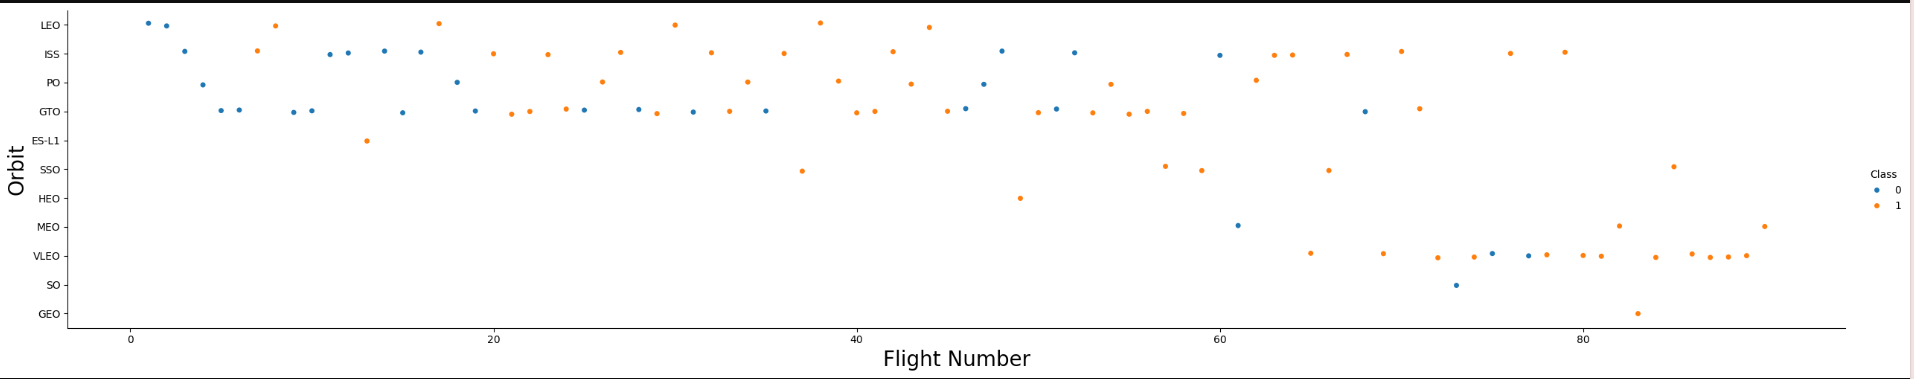 LEO
ISS
PO
GTO
ES-L1
SSO
HEO
MEO
VLEO
SO
GEO
Orbit
0 20 40 60 80
Flight Number
Class
0
1